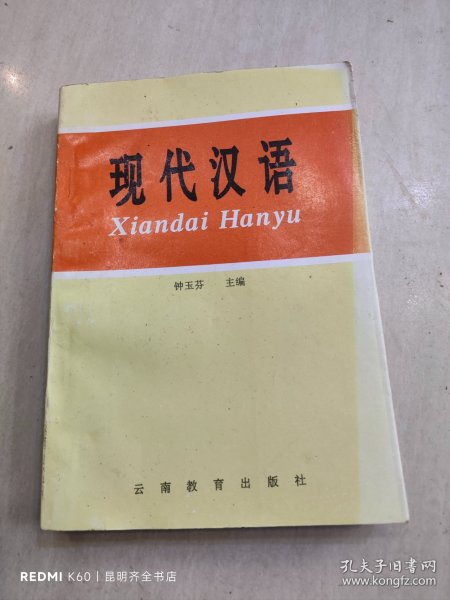 现代汉语
Xiandai Hanyu
钟玉芬 主编
云南教育出版社
REDMI K60 | 昆明齐全书店
孔夫子旧书网
www.kongfz.com